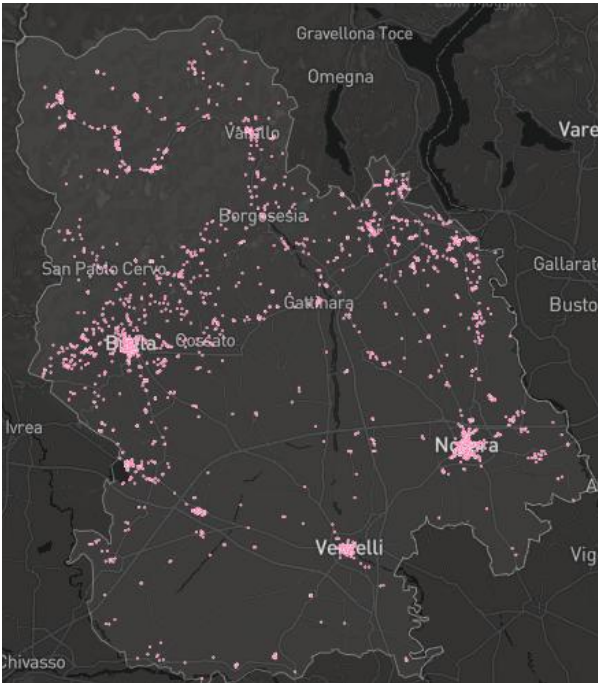 Gravellona Toce
Omegna
Varallo
Vare
Borgosesia
San Paolo Cervo
Gallarat
Gattinara
Busto
Biella
Cossato
Ivrea
Novara
A
Vercelli
Vig
Chivasso